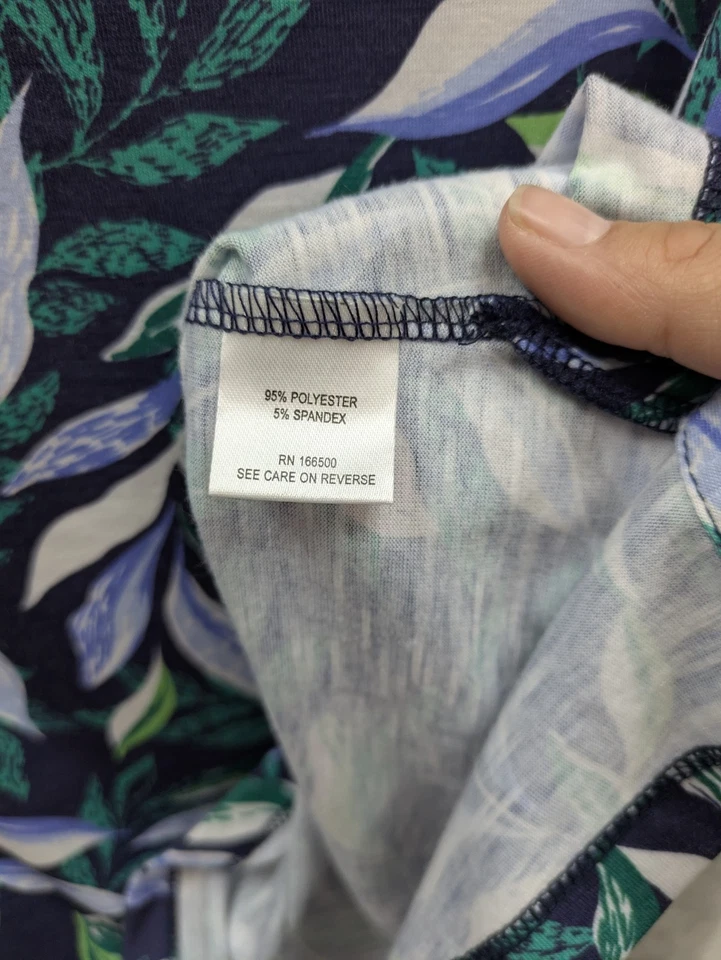 95% POLYESTER
5% SPANDEX
RN 166500
SEE CARE ON REVERSE